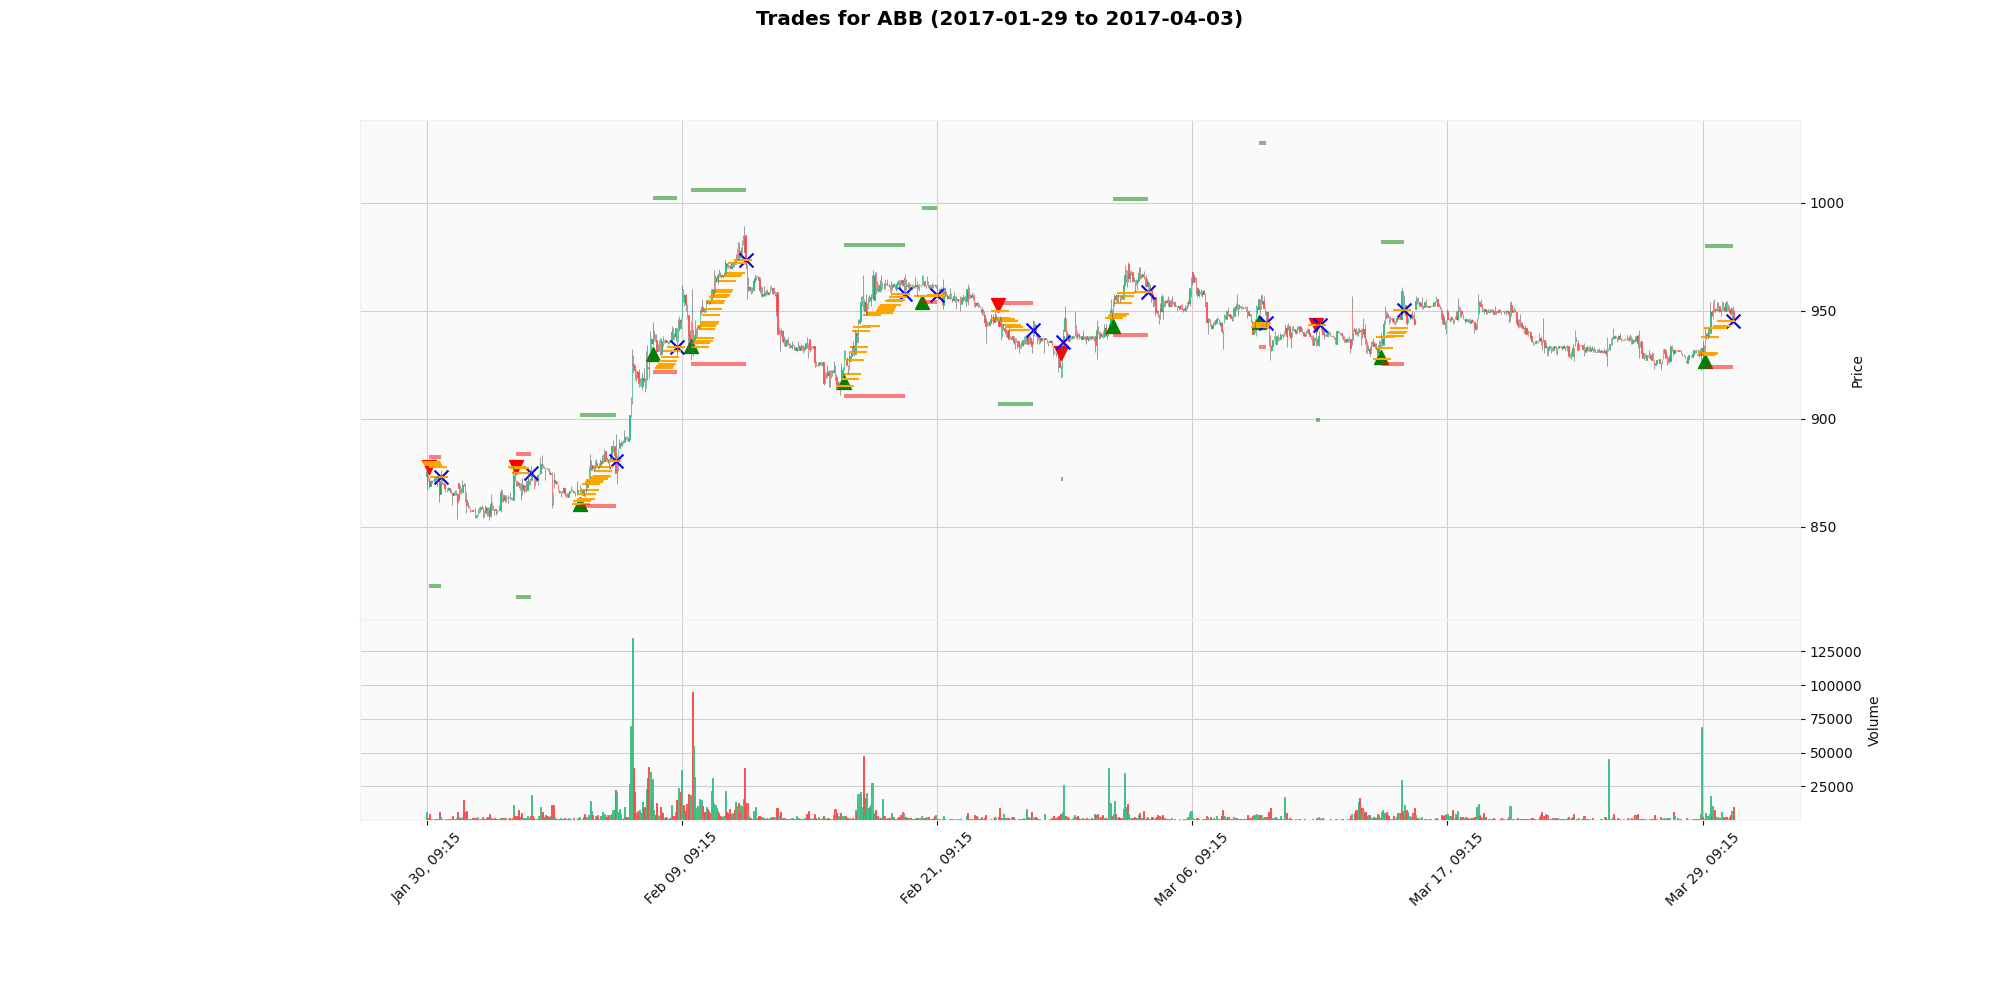 Trades for ABB (2017-01-29 to 2017-04-03)
1000
950
900
850
Price
125000
100000
75000
50000
25000
Volume
Jan 30, 09:15
Feb 09, 09:15
Feb 21, 09:15
Mar 06, 09:15
Mar 17, 09:15
Mar 29, 09:15